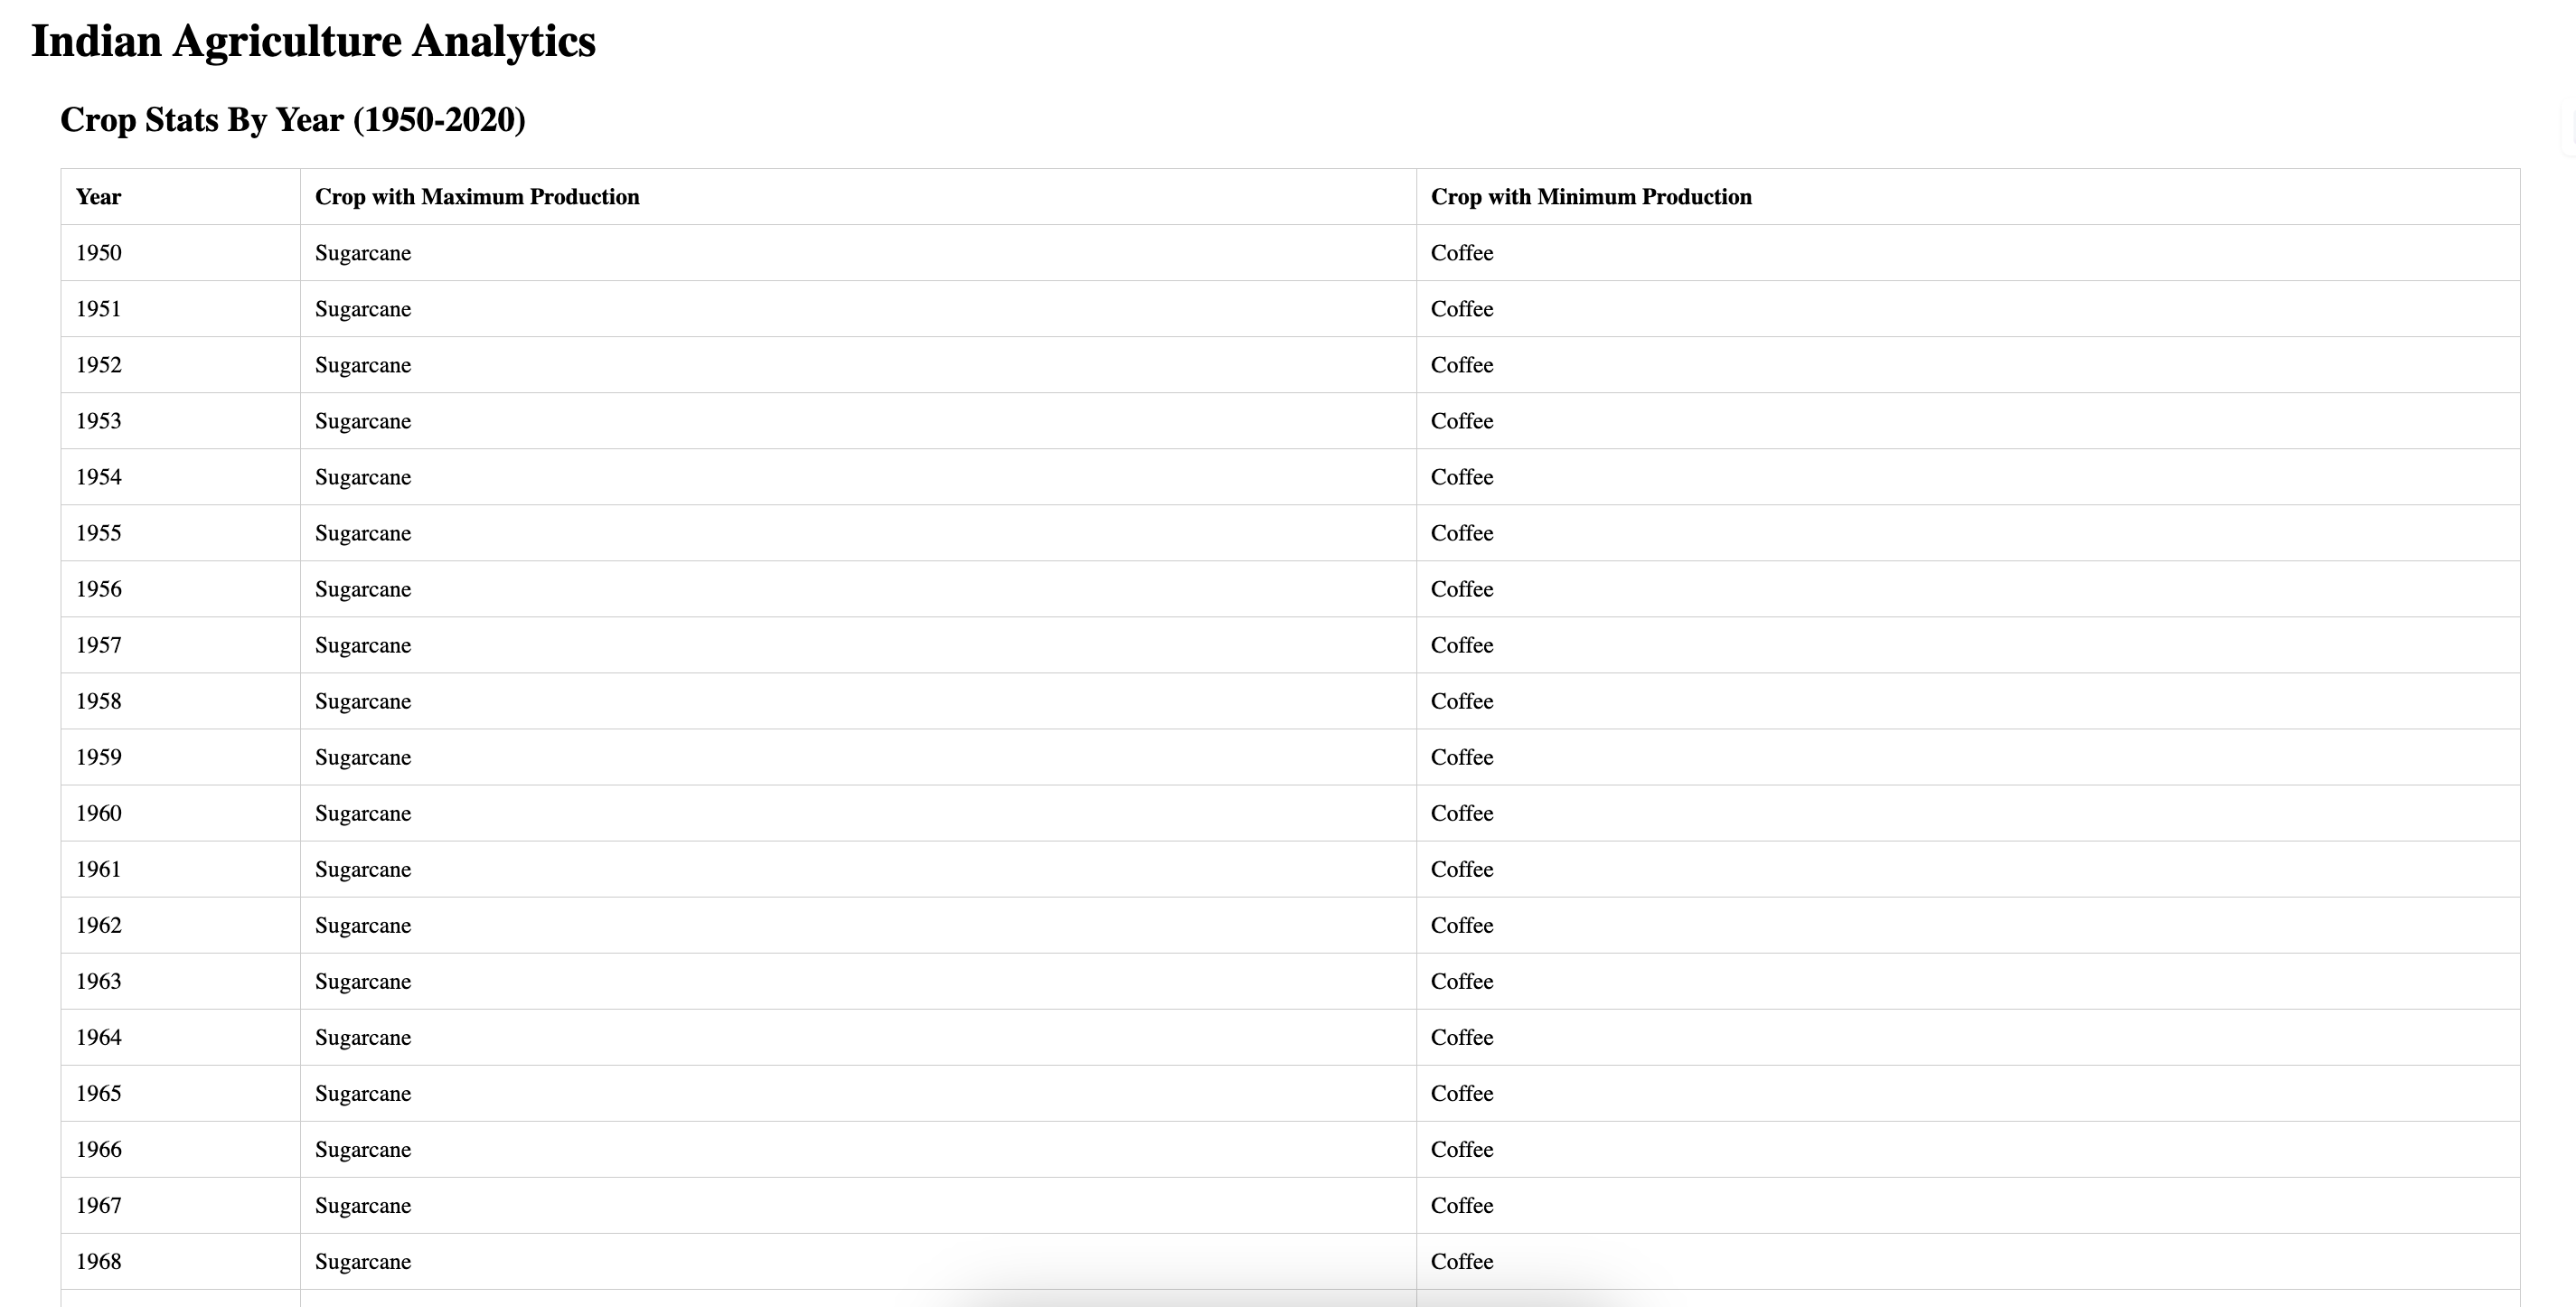 Indian Agriculture Analytics
Crop Stats By Year (1950-2020)
Year Crop with Maximum Production Crop with Minimum Production
1950 Sugarcane Coffee
1951 Sugarcane Coffee
1952 Sugarcane Coffee
1953 Sugarcane Coffee
1954 Sugarcane Coffee
1955 Sugarcane Coffee
1956 Sugarcane Coffee
1957 Sugarcane Coffee
1958 Sugarcane Coffee
1959 Sugarcane Coffee
1960 Sugarcane Coffee
1961 Sugarcane Coffee
1962 Sugarcane Coffee
1963 Sugarcane Coffee
1964 Sugarcane Coffee
1965 Sugarcane Coffee
1966 Sugarcane Coffee
1967 Sugarcane Coffee
1968 Sugarcane Coffee